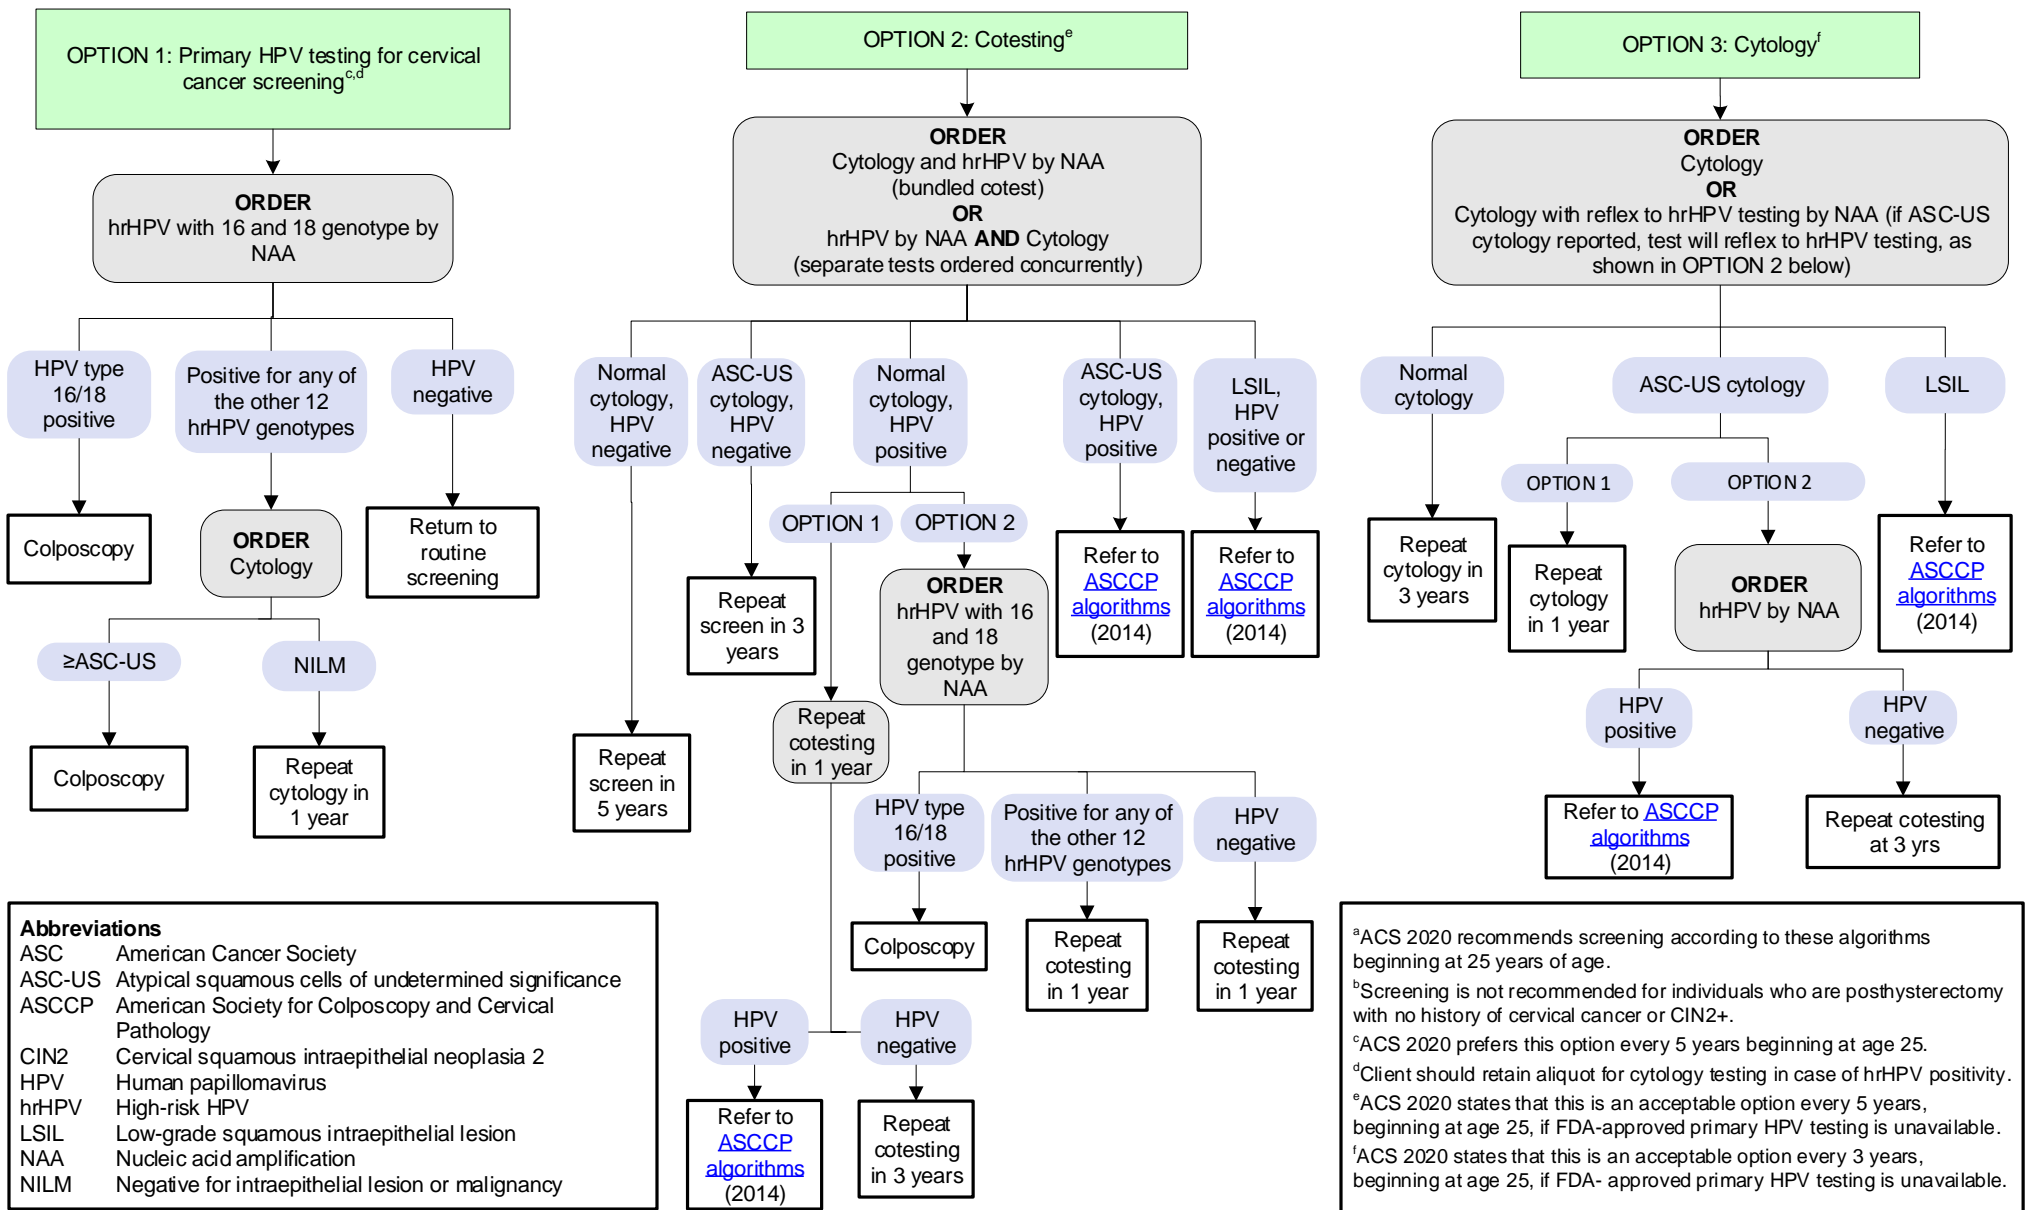 OPTION 1: Primary HPV testing for cervical
cancer screening^c,d
ORDER
hrHPV with 16 and 18 genotype by
NAA
HPV type
16/18
positive
Positive for any of
the other 12
hrHPV genotypes
HPV
negative
Colposcopy
ORDER
Cytology
Return to
routine
screening
≥ASC-US
NILM
Colposcopy
Repeat
cytology in
1 year
OPTION 2: Cotesting^e
ORDER
Cytology and hrHPV by NAA
(bundled cotest)
OR
hrHPV by NAA AND Cytology
(separate tests ordered concurrently)
Normal
cytology,
HPV
negative
ASC-US
cytology,
HPV
negative
Normal
cytology,
HPV
positive
ASC-US
cytology,
HPV
positive
LSIL,
HPV
positive or
negative
OPTION 1
OPTION 2
Repeat
screen in
5 years
Repeat
screen in 3
years
Repeat
cotesting
in 1 year
ORDER
hrHPV with 16
and 18
genotype by
NAA
Refer to
ASCCP
algorithms
(2014)
Refer to
ASCCP
algorithms
(2014)
HPV type
16/18
positive
Positive for any of
the other 12
hrHPV genotypes
HPV
negative
Colposcopy
Repeat
cotesting
in 1 year
Repeat
cotesting
in 1 year
HPV
positive
HPV
negative
Refer to
ASCCP
algorithms
(2014)
Repeat
cotesting
in 3 years
OPTION 3: Cytology^f
ORDER
Cytology
OR
Cytology with reflex to hrHPV testing by NAA (if ASC-US
cytology reported, test will reflex to hrHPV testing, as
shown in OPTION 2 below)
Normal
cytology
ASC-US cytology
LSIL
OPTION 1
OPTION 2
Repeat
cytology in
3 years
Repeat
cytology
in 1 year
ORDER
hrHPV by NAA
Refer to
ASCCP
algorithms
(2014)
HPV
positive
HPV
negative
Refer to ASCCP
algorithms
(2014)
Repeat cotesting
at 3 yrs
Abbreviations
ASC American Cancer Society
ASC-US Atypical squamous cells of undetermined significance
ASCCP American Society for Colposcopy and Cervical
Pathology
CIN2 Cervical squamous intraepithelial neoplasia 2
HPV Human papillomavirus
hrHPV High-risk HPV
LSIL Low-grade squamous intraepithelial lesion
NAA Nucleic acid amplification
NILM Negative for intraepithelial lesion or malignancy
^aACS 2020 recommends screening according to these algorithms
beginning at 25 years of age.
^bScreening is not recommended for individuals who are posthysterectomy
with no history of cervical cancer or CIN2+.
^cACS 2020 prefers this option every 5 years beginning at age 25.
^dClient should retain aliquot for cytology testing in case of hrHPV positivity.
^eACS 2020 states that this is an acceptable option every 5 years,
beginning at age 25, if FDA-approved primary HPV testing is unavailable.
^fACS 2020 states that this is an acceptable option every 3 years,
beginning at age 25, if FDA- approved primary HPV testing is unavailable.